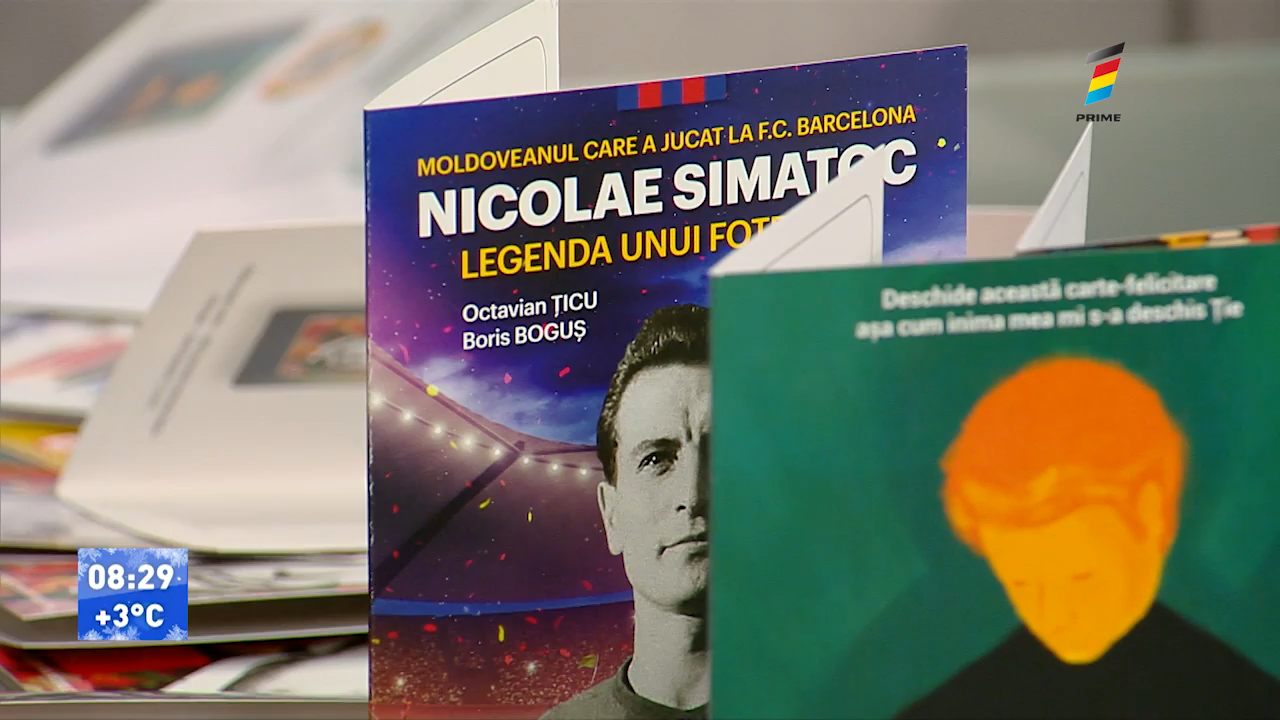 MOLDOVEANUL CARE A JUCAT LA F.C. BARCELONA
NICOLAE SIMATOC
LEGENDA UNUI
Octavian ȚICU
Boris BOGUȘ
Deschide această carte-felicitare
așa cum inima mea mi s-a deschis Ție
PRIME
08:29
+3°C